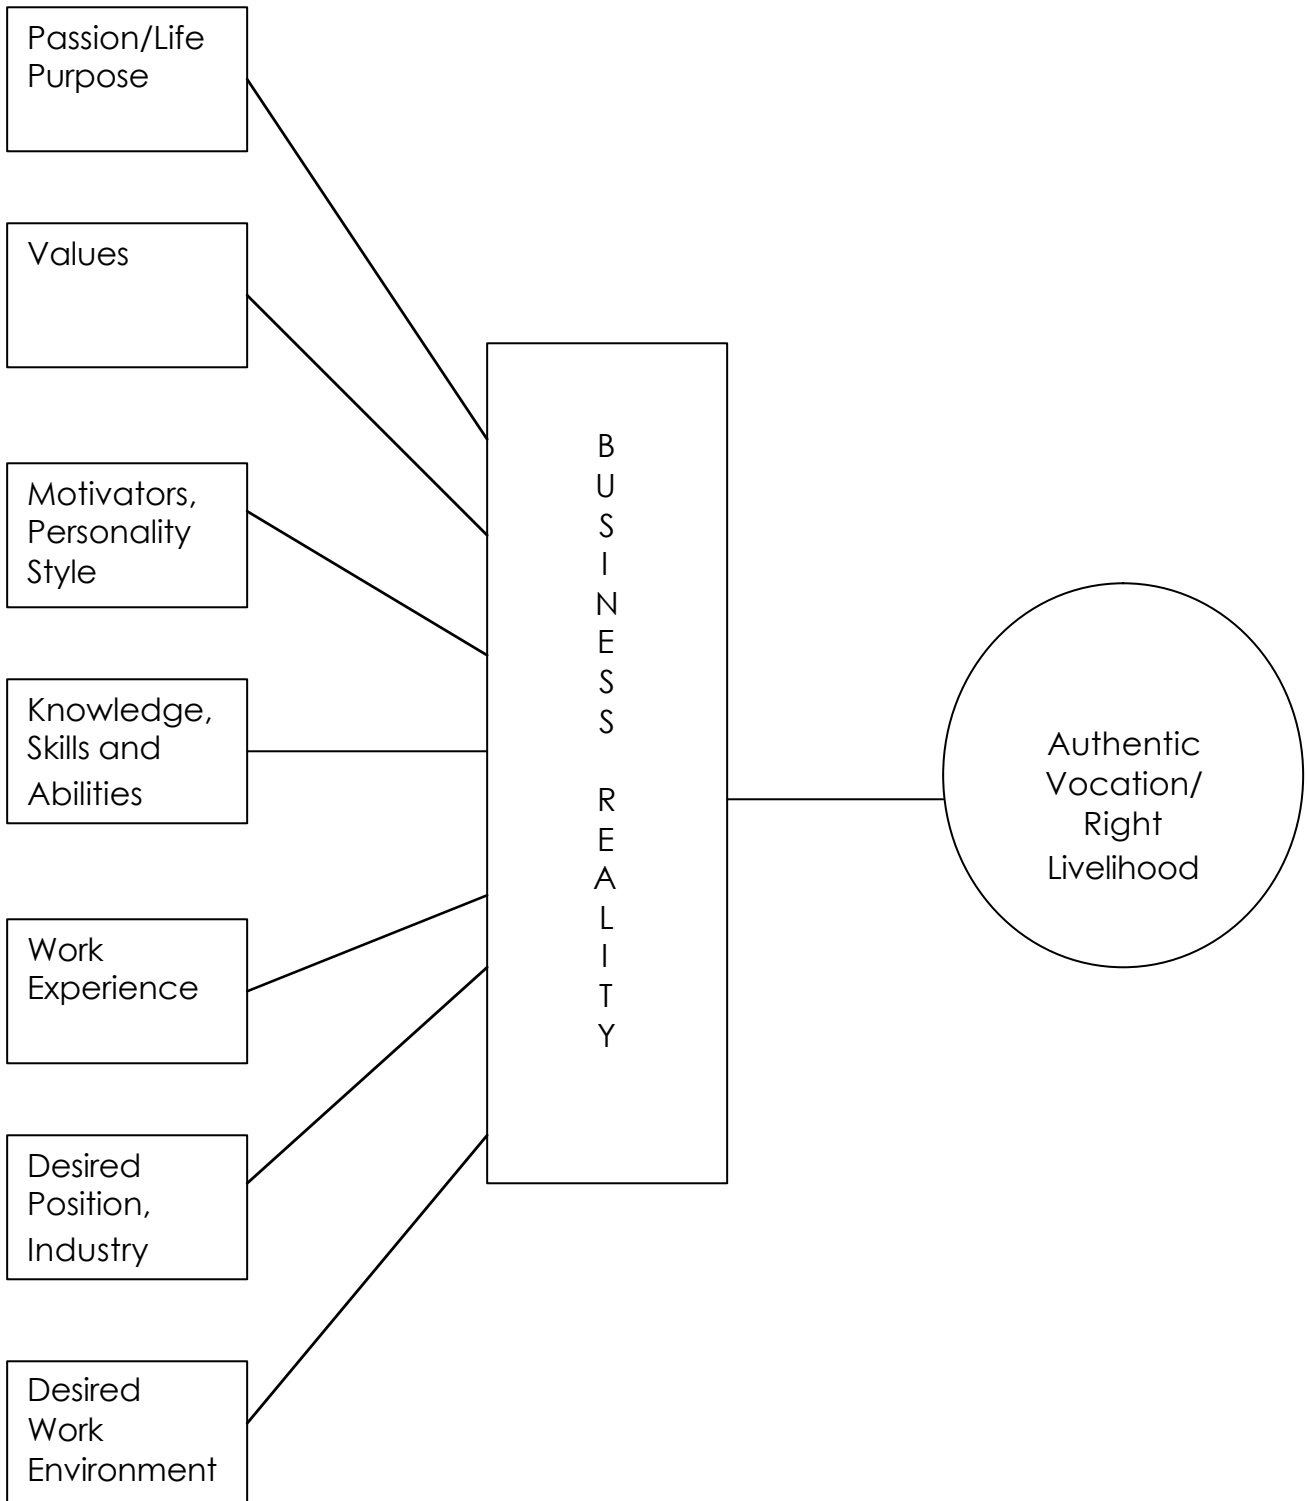 Passion/Life
Purpose
Values
Motivators,
Personality
Style
Knowledge,
Skills and
Abilities
Work
Experience
Desired
Position,
Industry
Desired
Work
Environment
B
U
S
I
N
E
S
S
R
E
A
L
I
T
Y
Authentic
Vocation/
Right
Livelihood